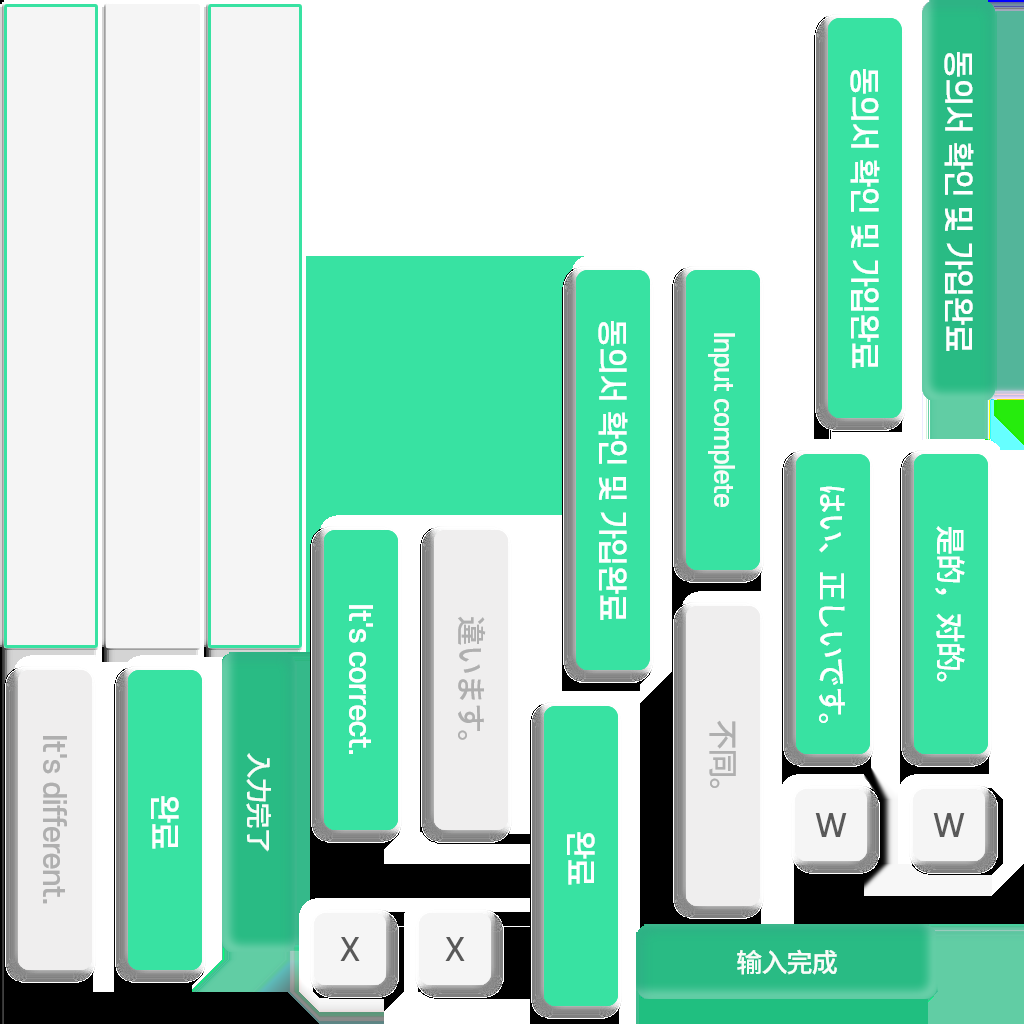 동의서 확인 및 가입완료
동의서 확인 및 가입완료
동의서 확인 및 가입완료
Input complete
はい、正しいです。
是的，对的。
It's correct.
違います。
It's different.
완료
入力完了
不同。
완료
W
W
X
X
输入完成